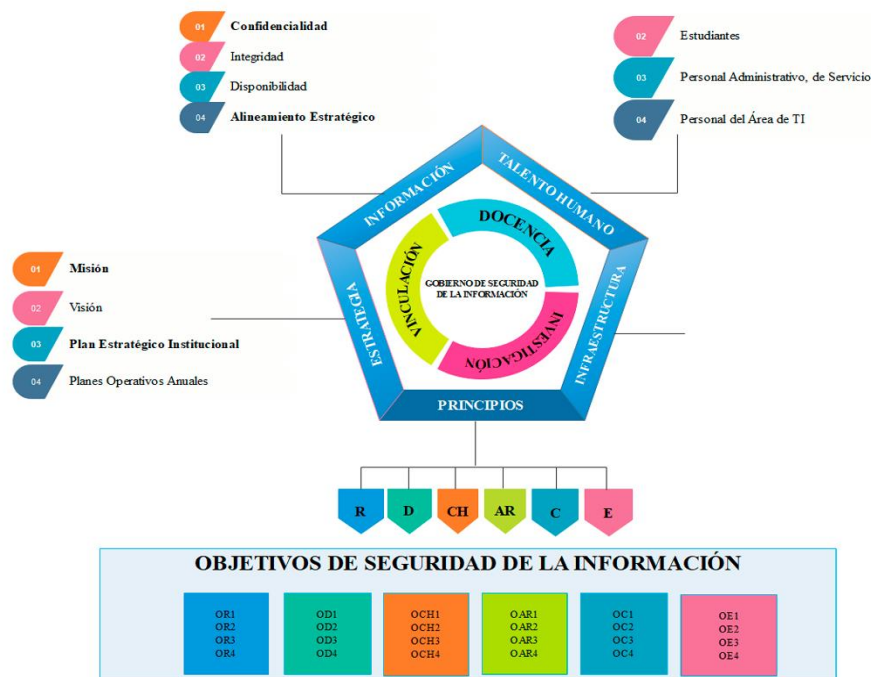 01 Confidencialidad
02 Integridad
03 Disponibilidad
04 Alineamiento Estratégico
02 Estudiantes
03 Personal Administrativo, de Servicio
04 Personal del Área de TI
INFORMACIÓN
TALENTO HUMANO
01 Misión
02 Visión
03 Plan Estratégico Institucional
04 Planes Operativos Anuales
ESTRATEGIA
VINCULACIÓN
DOCENCIA
GOBIERNO DE SEGURIDAD
DE LA INFORMACIÓN
INVESTIGACIÓN
INFRAESTRUCTURA
PRINCIPIOS
R D CH AR C E
OBJETIVOS DE SEGURIDAD DE LA INFORMACIÓN
OR1
OR2
OR3
OR4
OD1
OD2
OD3
OD4
OCH1
OCH2
OCH3
OCH4
OAR1
OAR2
OAR3
OAR4
OC1
OC2
OC3
OC4
OE1
OE2
OE3
OE4